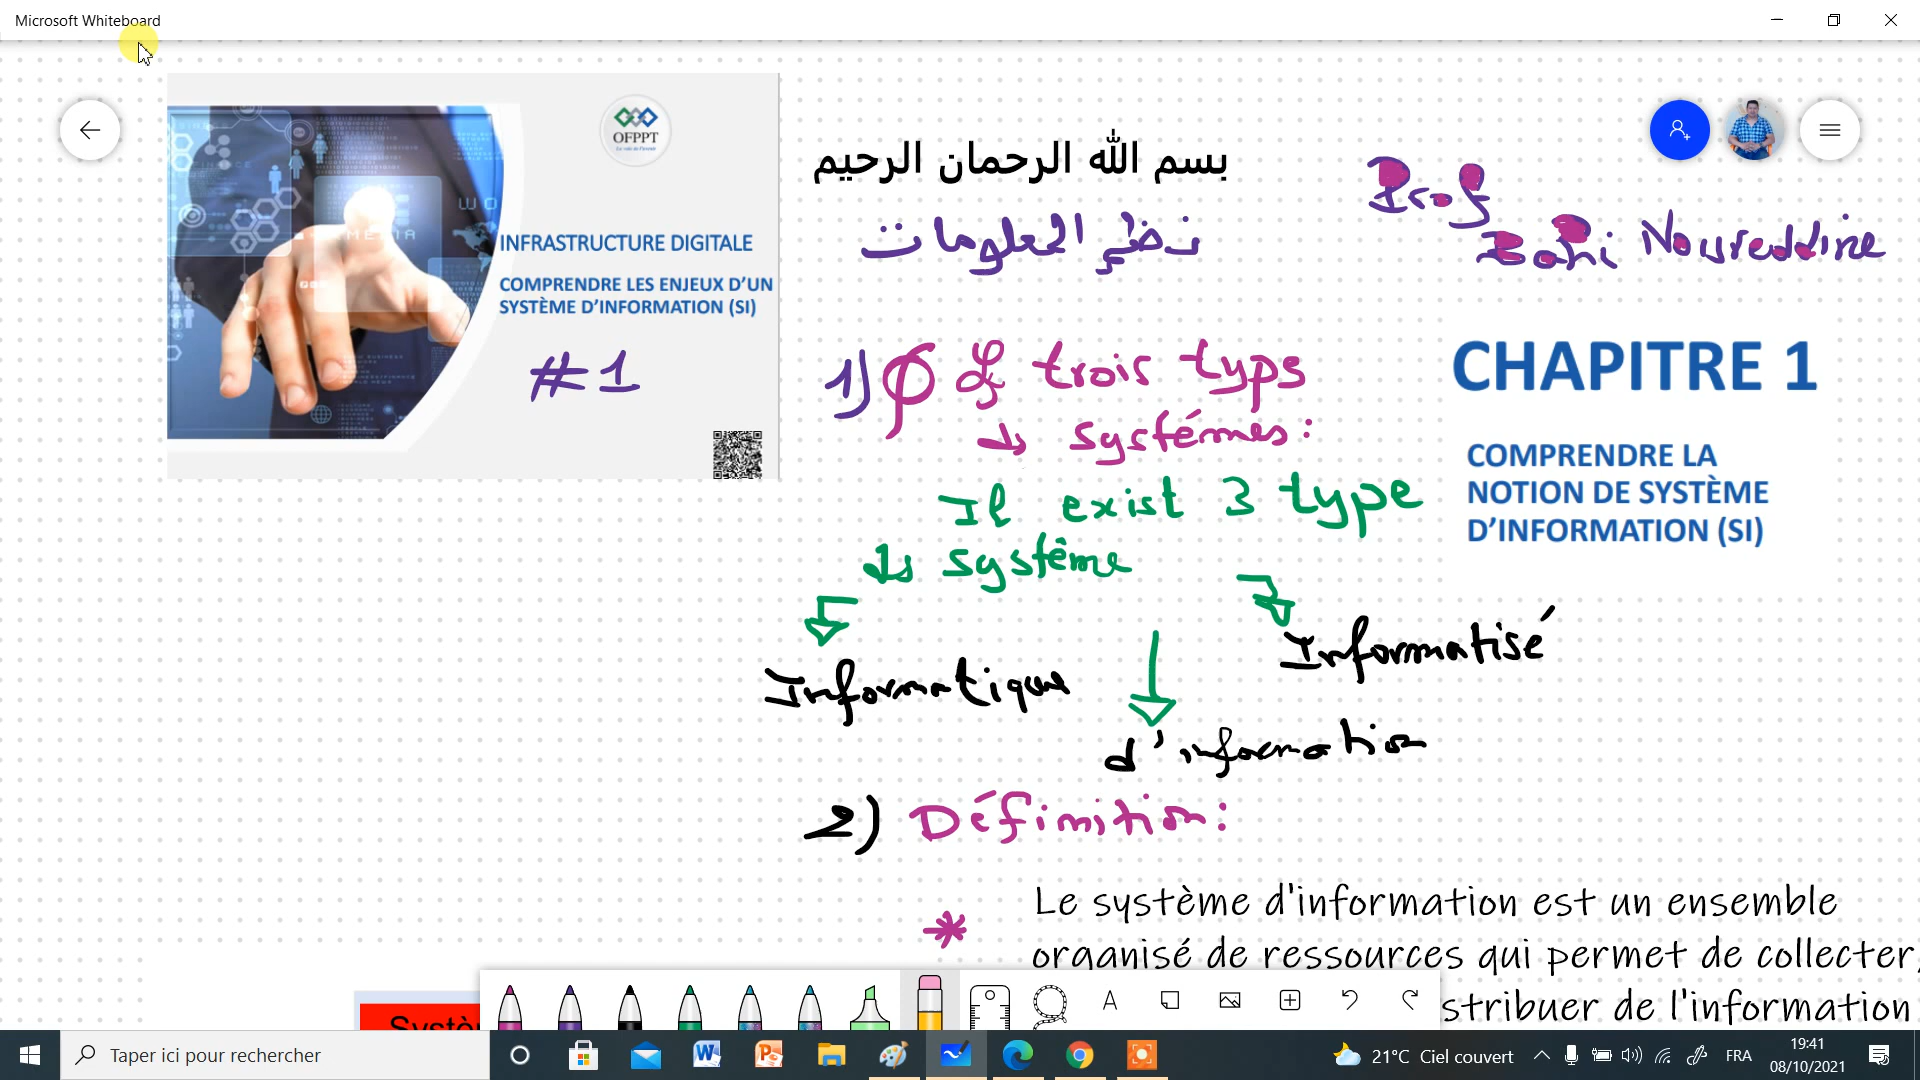 Microsoft Whiteboard
OFPPT
INFRASTRUCTURE DIGITALE
COMPRENDRE LES ENJEUX D'UN
SYSTÈME D'INFORMATION (SI)
#1
بسم الله الرحمان الرحيم
نظم المعلومات
Prof
Zahi Noureddine
1) trois typs
systémes:
Il exist 3 type
ds système
Informatique
d'information
Informatisé
CHAPITRE 1
COMPRENDRE LA
NOTION DE SYSTÈME
D'INFORMATION (SI)
2) Définition:
* Le système d'information est un ensemble
organisé de ressources qui permet de collecter,
stribuer de l'information
Systè
Taper ici pour rechercher
21°C Ciel couvert
FRA
19:41
08/10/2021